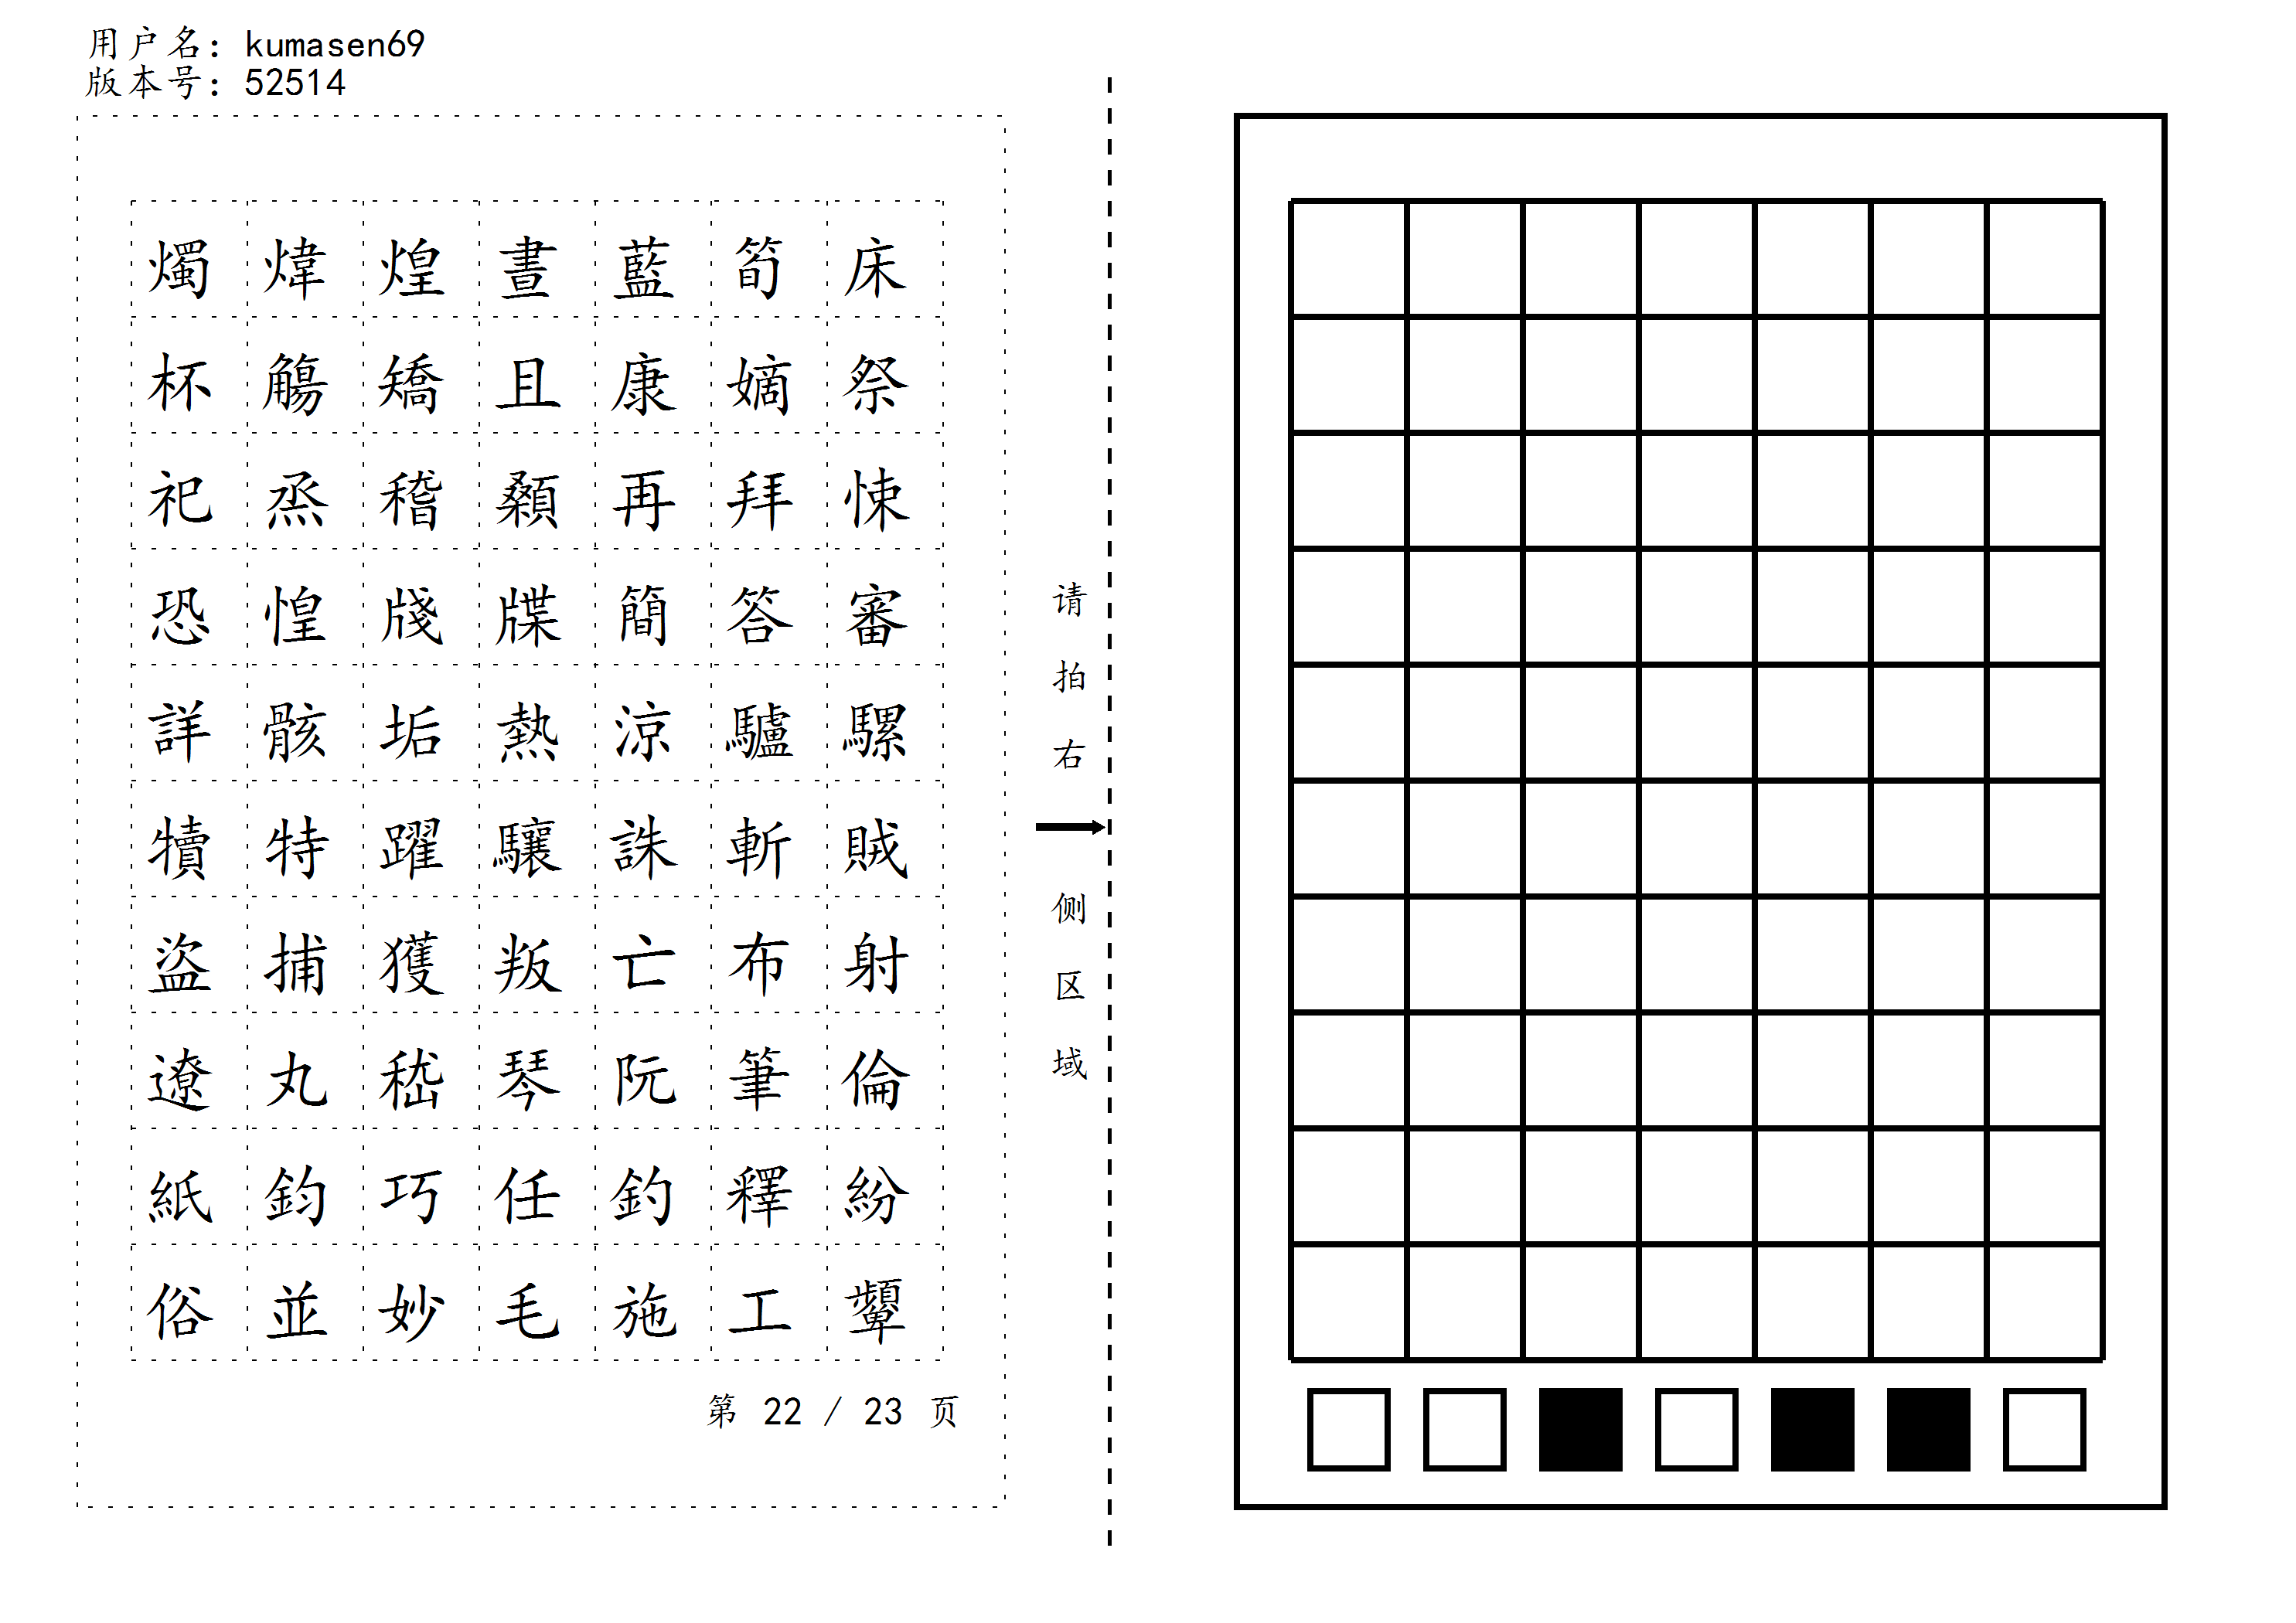 用户名: kumasen69
版本号: 52514
燭煒煌晝藍筍床
杯觴矯且康嫡祭
祀烝稽顙再拜悚
恐惶牋牒簡答審
詳骸垢熱涼驢騾
犢特躍驤誅斬賊
盜捕獲叛亡布射
遼丸嵇琴阮筆倫
紙鈞巧任釣釋紛
俗並妙毛施工顰
第 22 / 23 页
请拍右侧区域